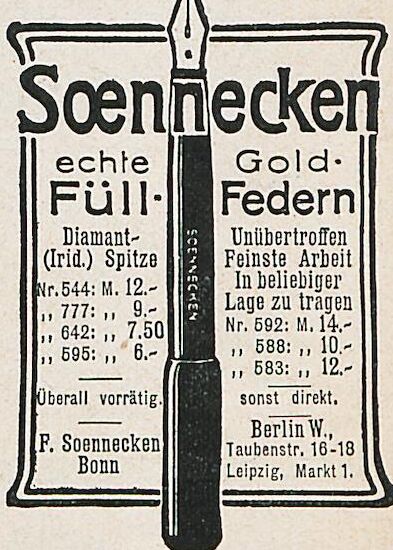 Sœnnecken
echte Gold-
Füll- Federn
Diamant-
(Irid.) Spitze
Nr. 544: M. 12.-
„ 777: „ 9.-
„ 642: „ 7.50
„ 595: „ 6.-
Überall vorrätig.
F. Soennecken
Bonn
SOENNECKEN
Unübertroffen
Feinste Arbeit
In beliebiger
Lage zu tragen
Nr. 592: M. 14.-
„ 588: „ 10.-
„ 583: „ 12.-
sonst direkt.
Berlin W.,
Taubenstr. 16-18
Leipzig, Markt 1.